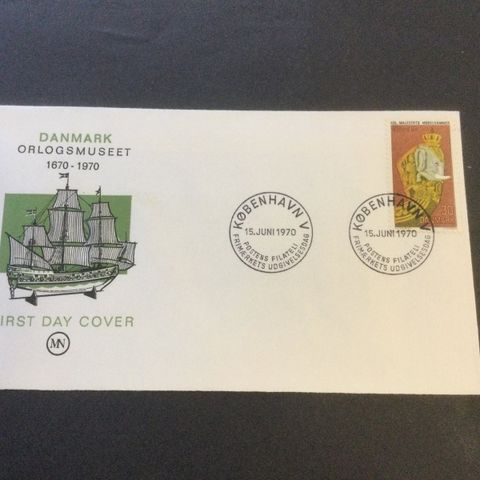 DANMARK
ORLOGSMUSEET
1670 - 1970
IRST DAY COVER
MN
KØBENHAVN V
15.JUNI 1970
POSTENS FILATELI
FRIMÆRKETS UDGIVELSESDAG
KØBENHAVN V
15.JUNI 1970
POSTENS FILATELI
FRIMÆRKETS UDGIVELSESDAG
30